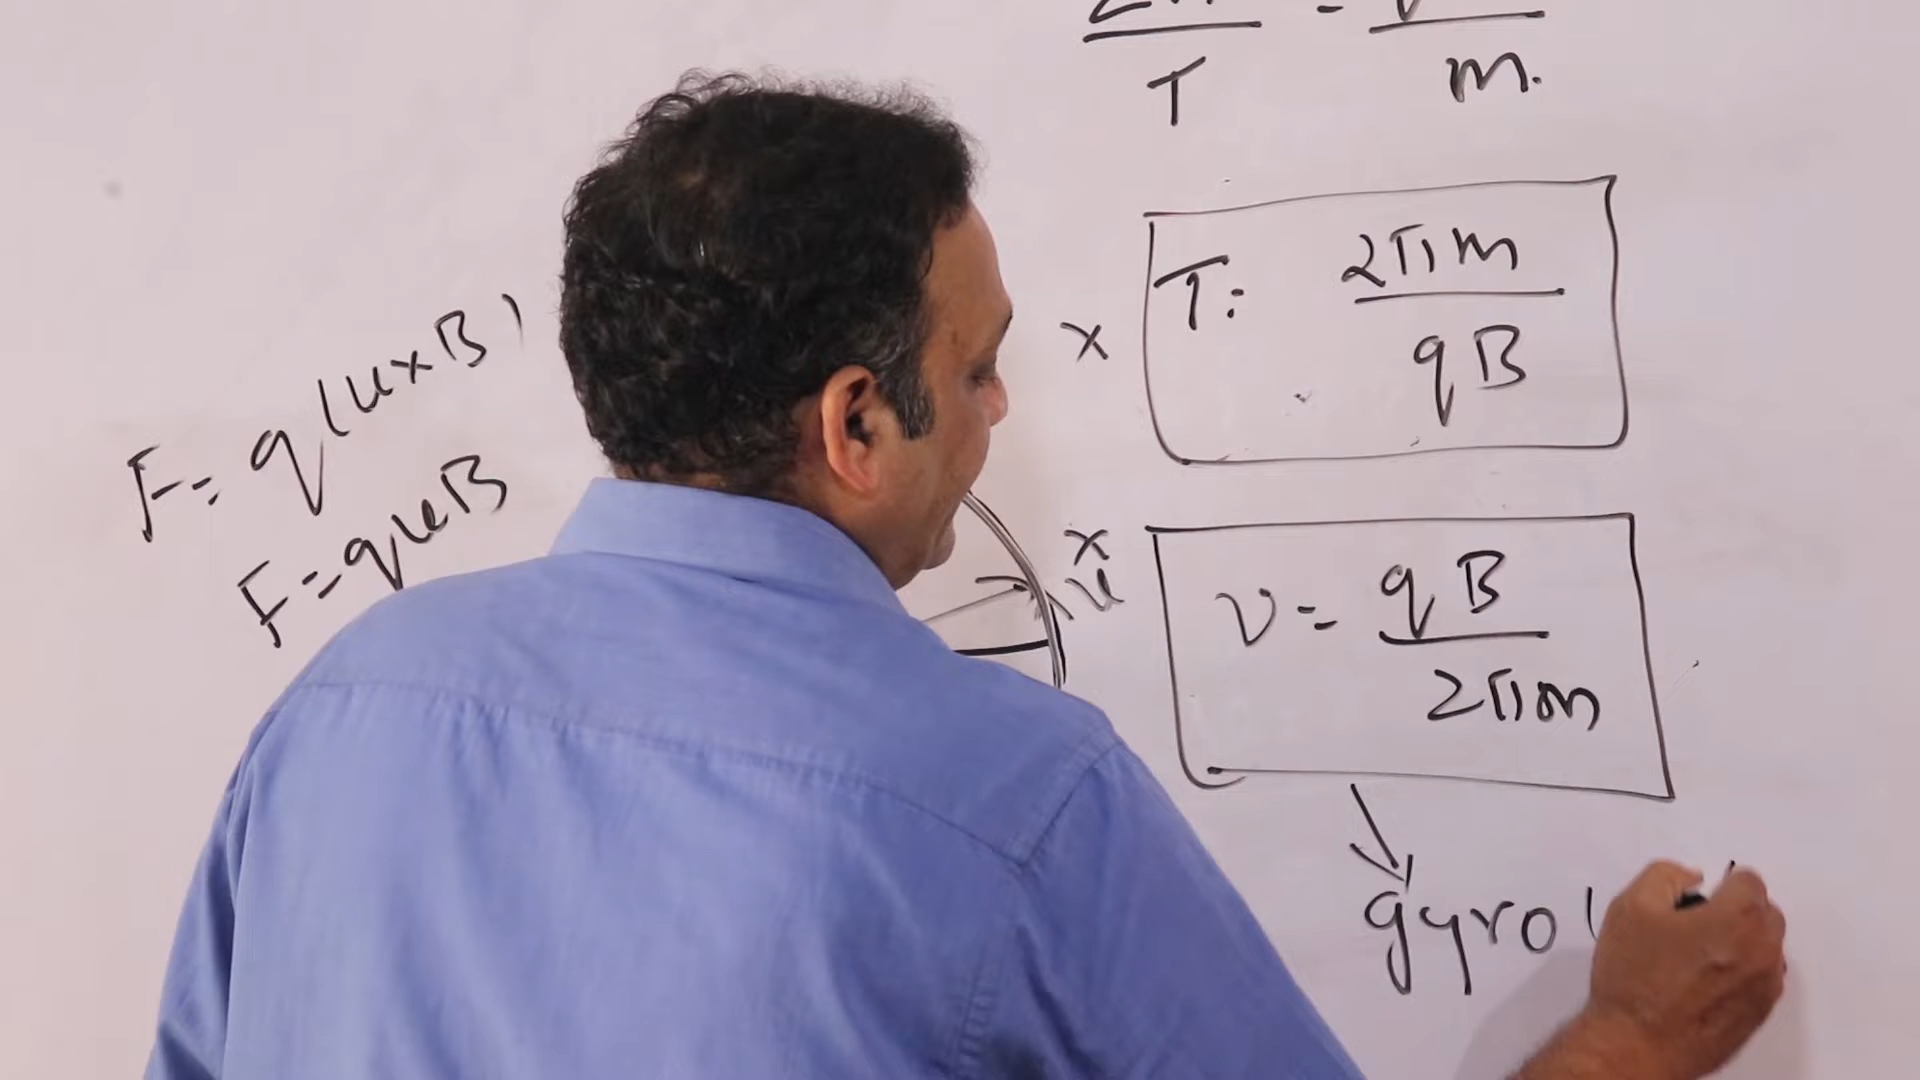 T m.
F= q(u×B)
F=quB
x
T: 2πm
qB
x
u
ν= qB
2πm
gyro